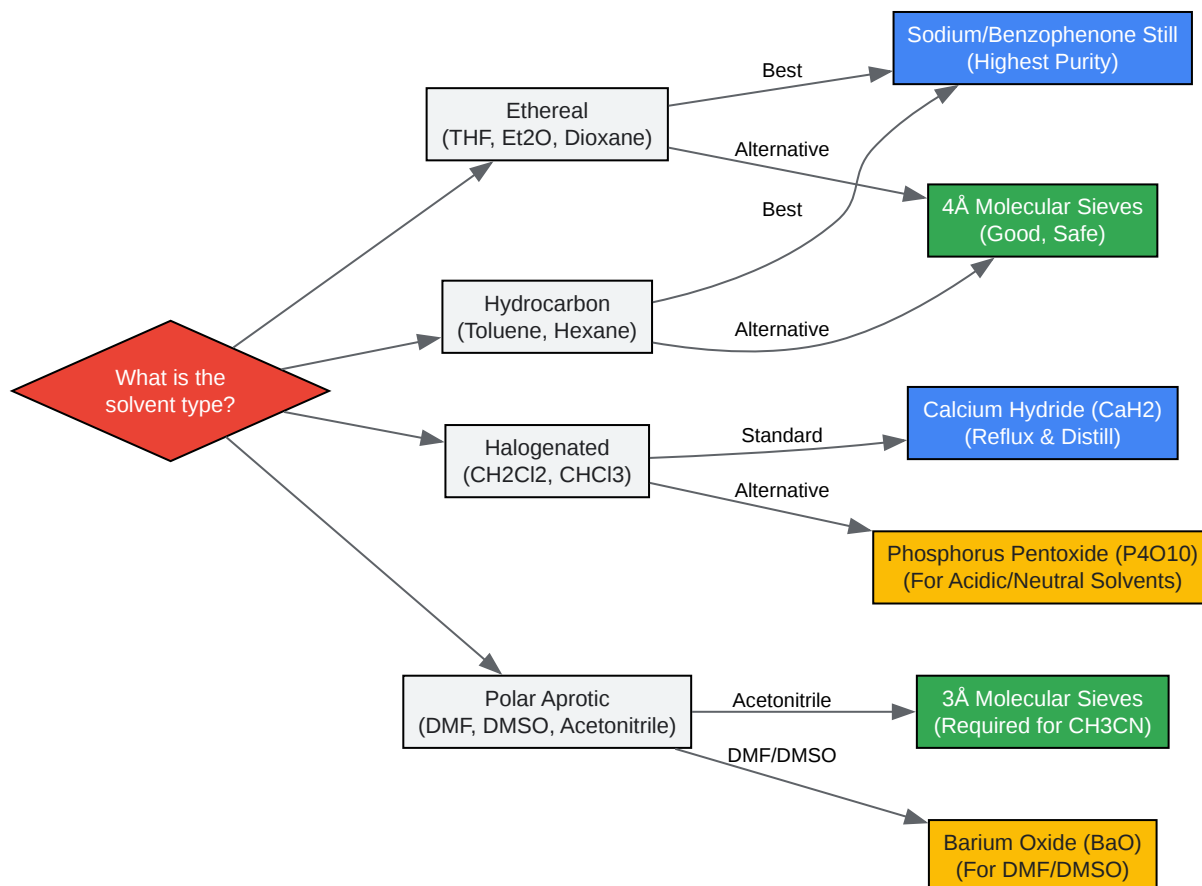 What is the
solvent type?
Ethereal
(THF, Et2O, Dioxane)
Hydrocarbon
(Toluene, Hexane)
Halogenated
(CH2Cl2, CHCl3)
Polar Aprotic
(DMF, DMSO, Acetonitrile)
Best
Alternative
Best
Alternative
Standard
Alternative
Acetonitrile
DMF/DMSO
Sodium/Benzophenone Still
(Highest Purity)
4Å Molecular Sieves
(Good, Safe)
Calcium Hydride (CaH2)
(Reflux & Distill)
Phosphorus Pentoxide (P4O10)
(For Acidic/Neutral Solvents)
3Å Molecular Sieves
(Required for CH3CN)
Barium Oxide (BaO)
(For DMF/DMSO)